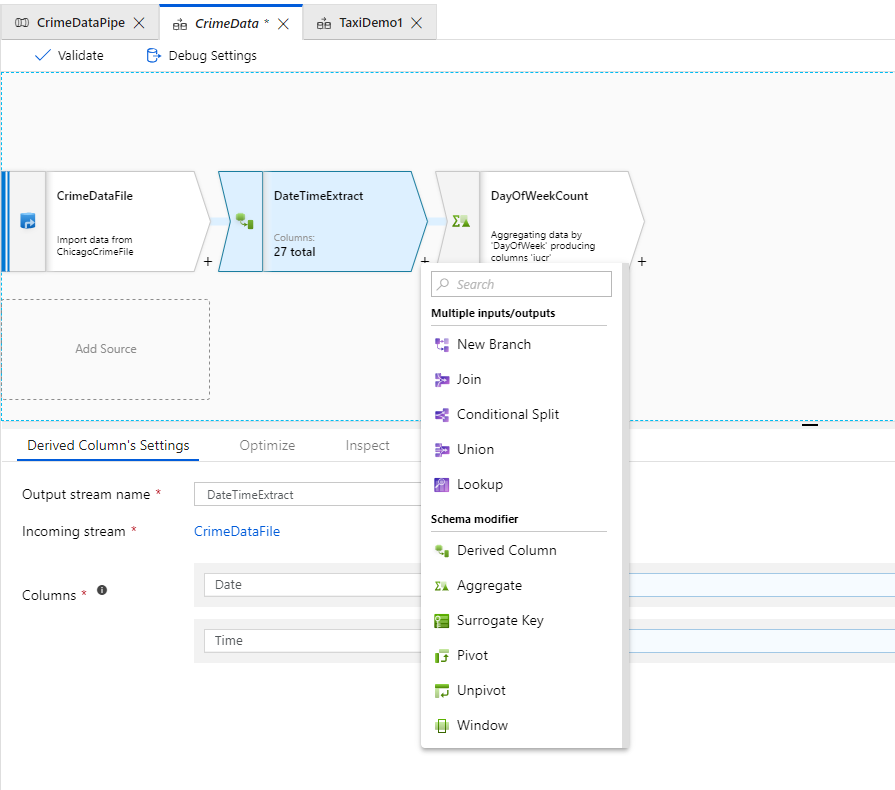 CrimeDataPipe
CrimeData *
TaxiDemo1
Validate
Debug Settings
CrimeDataFile
Import data from
ChicagoCrimeFile
+
DateTimeExtract
Columns:
27 total
+
DayOfWeekCount
Aggregating data by
'DayOfWeek' producing
columns 'iucr'
+
Add Source
Search
Multiple inputs/outputs
New Branch
Join
Conditional Split
Union
Lookup
Schema modifier
Derived Column
Aggregate
Surrogate Key
Pivot
Unpivot
Window
Derived Column's Settings
Optimize
Inspect
Output stream name *
DateTimeExtract
Incoming stream *
CrimeDataFile
Columns *
Date
Time